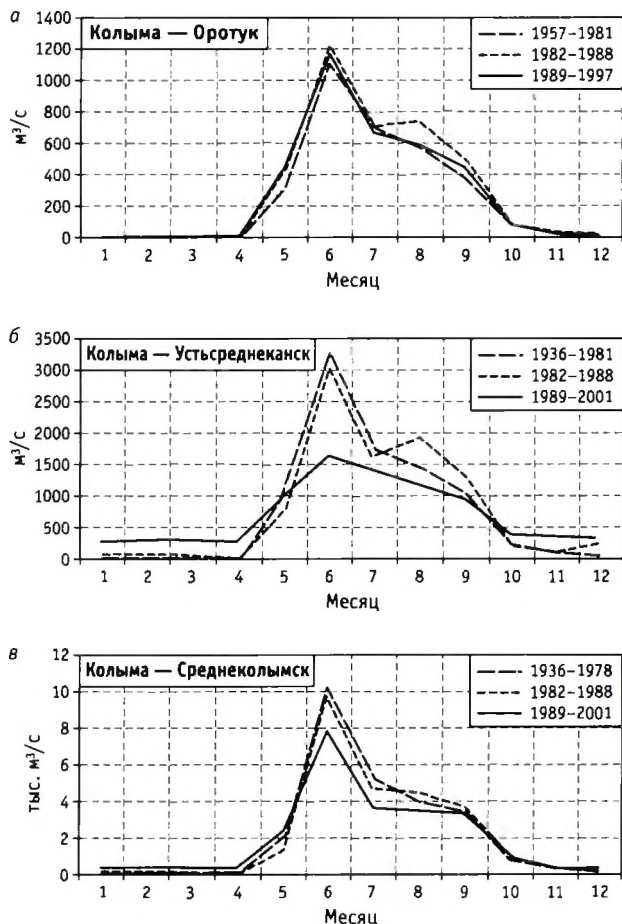 а
Колыма — Оротук
1957–1981
1982–1988
1989–1997
м³/с
1400
1200
1000
800
600
400
200
0
1 2 3 4 5 6 7 8 9 10 11 12
Месяц
б
Колыма — Устьсреднеканск
1936–1981
1982–1988
1989–2001
м³/с
3500
3000
2500
2000
1500
1000
500
0
1 2 3 4 5 6 7 8 9 10 11 12
Месяц
в
Колыма — Среднеколымск
1936–1978
1982–1988
1989–2001
тыс. м³/с
12
10
8
6
4
2
0
1 2 3 4 5 6 7 8 9 10 11 12
Месяц